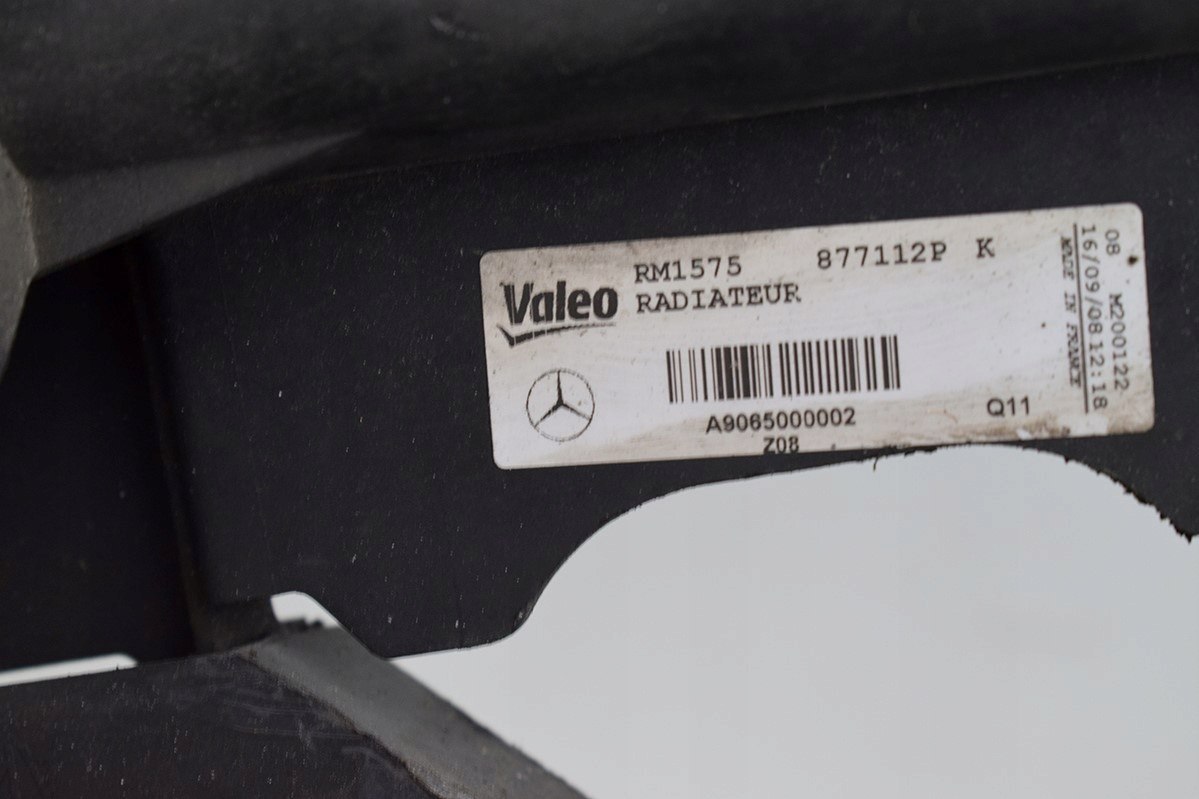 Valeo
RM1575 877112P K
RADIATEUR
A9065000002
Z08
Q11
08 M200122
16/09/08 12:18
MADE IN FRANCE